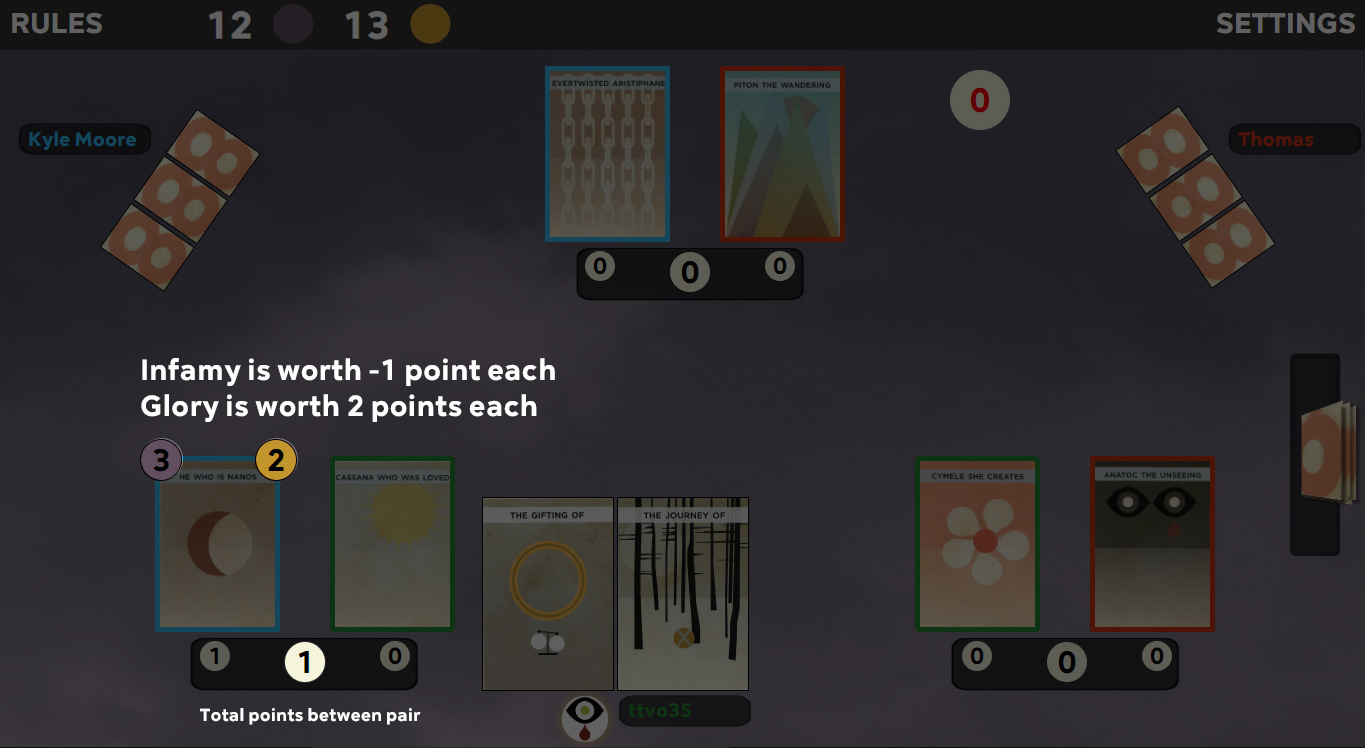 RULES
12
13
SETTINGS
EVERTWISTED ARISTIPHANE
PITON THE WANDERING
0
Kyle Moore
Thomas
0
0
0
Infamy is worth -1 point each
Glory is worth 2 points each
3
2
HE WHO IS NANOS
CASSANA WHO WAS LOVED
CYMELE SHE CREATES
ANATOC THE UNSEEING
THE GIFTING OF
THE JOURNEY OF
1
1
0
0
0
0
Total points between pair
ttvo35